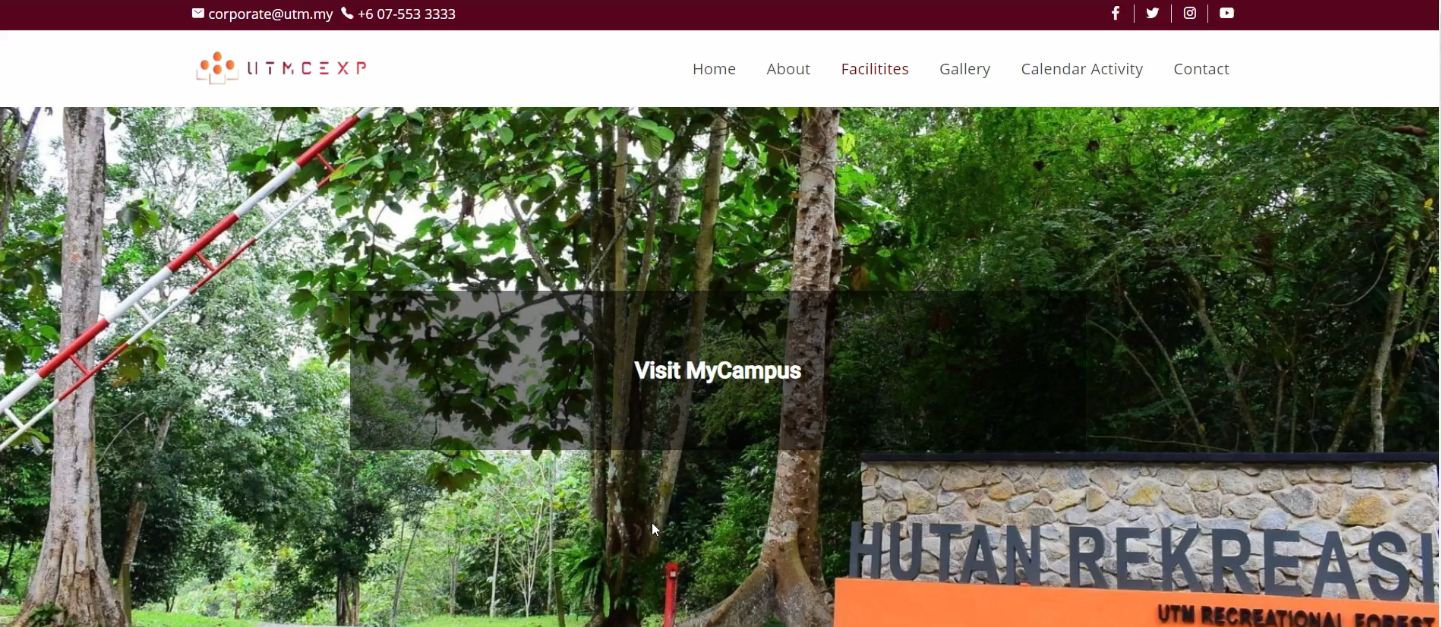 corporate@utm.my +6 07-553 3333
UTMCEXP
Home About Facilitites Gallery Calendar Activity Contact
Visit MyCampus
HUTAN REKREASI
UTM RECREATIONAL FOREST